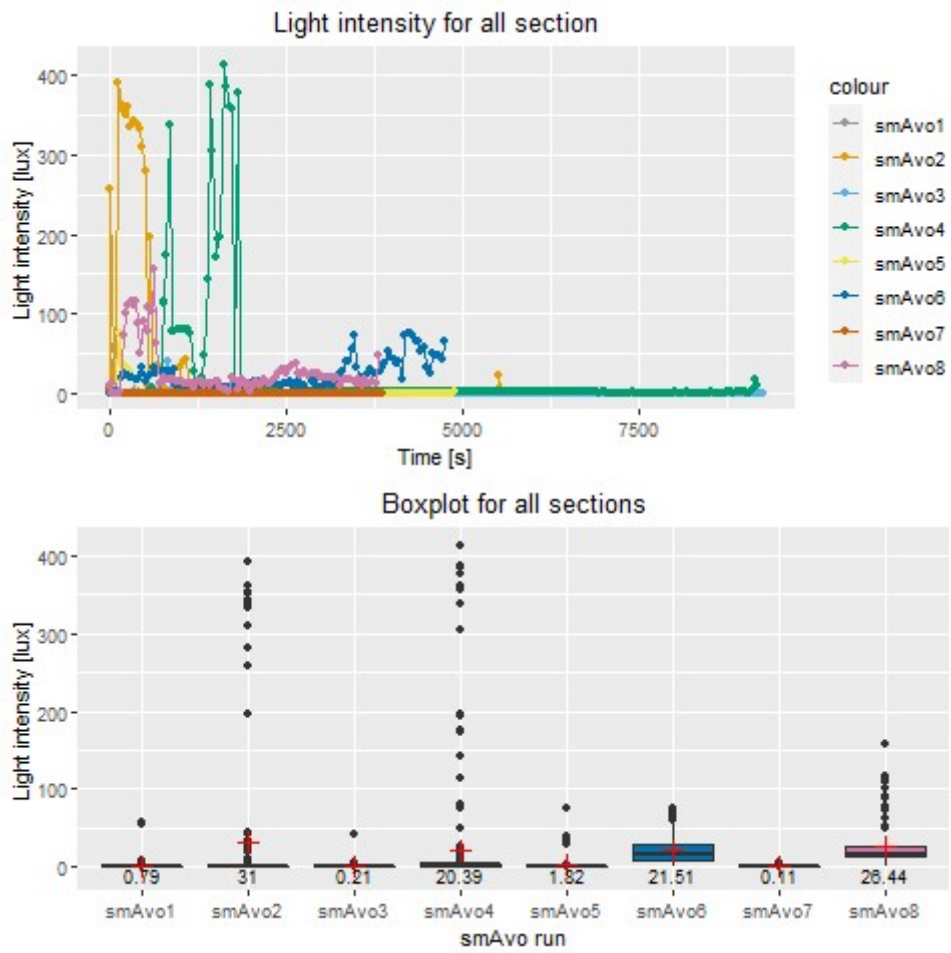 Light intensity for all section
Light intensity [lux]
400
300
200
100
0
0 2500 5000 7500
Time [s]
colour
smAvo1
smAvo2
smAvo3
smAvo4
smAvo5
smAvo6
smAvo7
smAvo8
Boxplot for all sections
Light intensity [lux]
400
300
200
100
0
0.79 31 0.21 20.39 1.82 21.51 0.11 26.44
smAvo1 smAvo2 smAvo3 smAvo4 smAvo5 smAvo6 smAvo7 smAvo8
smAvo run